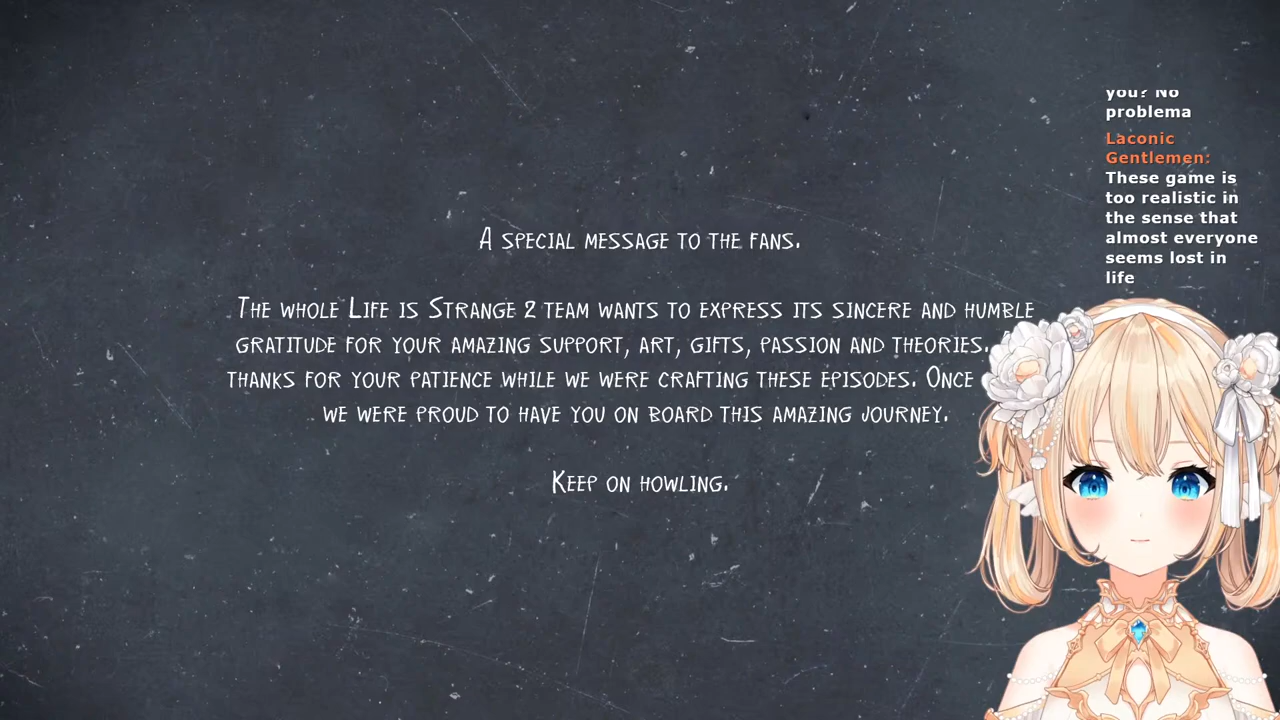 you? No
problema
Laconic
Gentlemen:
These game is
too realistic in
the sense that
almost everyone
seems lost in
life
A special message to the fans.
The whole Life is Strange 2 team wants to express its sincere and humble
gratitude for your amazing support, art, gifts, passion and theories.
thanks for your patience while we were crafting these episodes. Once
we were proud to have you on board this amazing journey.
Keep on howling.